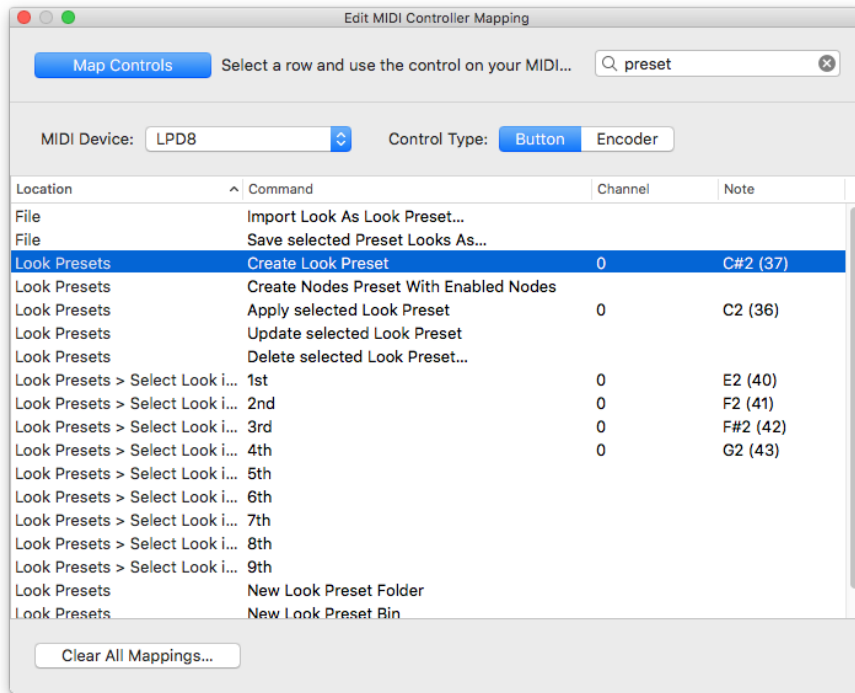 Edit MIDI Controller Mapping
Map Controls Select a row and use the control on your MIDI... preset
MIDI Device: LPD8 Control Type: Button Encoder
Location Command Channel Note
File Import Look As Look Preset...
File Save selected Preset Looks As...
Look Presets Create Look Preset 0 C#2 (37)
Look Presets Create Nodes Preset With Enabled Nodes
Look Presets Apply selected Look Preset 0 C2 (36)
Look Presets Update selected Look Preset
Look Presets Delete selected Look Preset...
Look Presets > Select Look i... 1st 0 E2 (40)
Look Presets > Select Look i... 2nd 0 F2 (41)
Look Presets > Select Look i... 3rd 0 F#2 (42)
Look Presets > Select Look i... 4th 0 G2 (43)
Look Presets > Select Look i... 5th
Look Presets > Select Look i... 6th
Look Presets > Select Look i... 7th
Look Presets > Select Look i... 8th
Look Presets > Select Look i... 9th
Look Presets New Look Preset Folder
Look Presets New Look Preset Bin
Clear All Mappings...